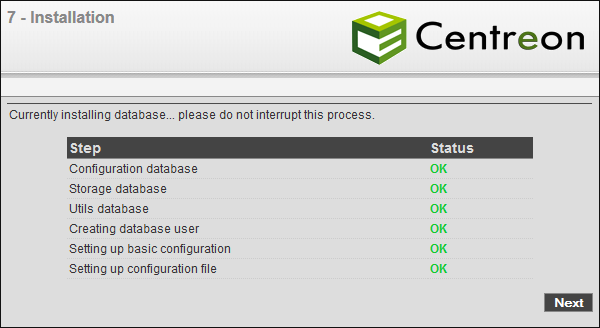 7 - Installation
Centreon
Currently installing database... please do not interrupt this process.
Step Status
Configuration database OK
Storage database OK
Utils database OK
Creating database user OK
Setting up basic configuration OK
Setting up configuration file OK
Next